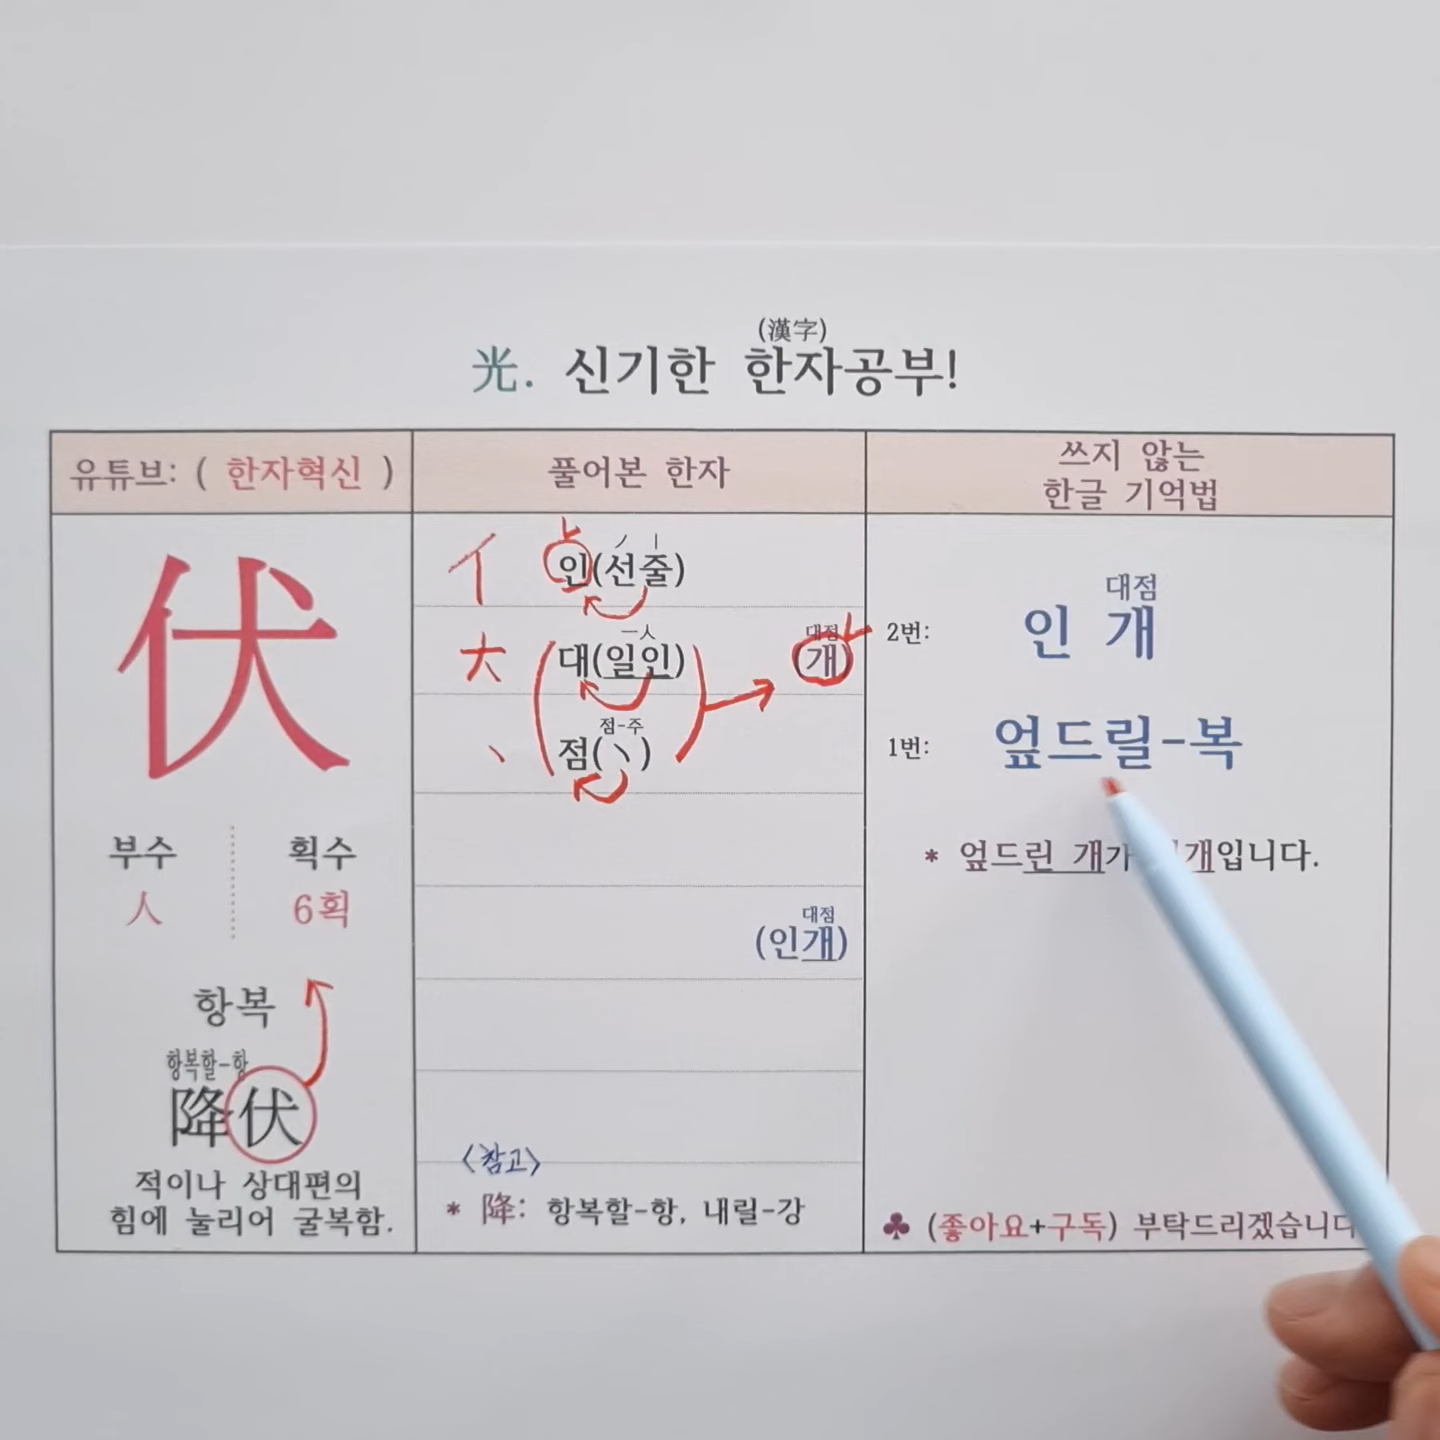 (漢字)
光. 신기한 한자공부!
유튜브: ( 한자혁신 )
풀어본 한자
쓰지 않는
한글 기억법
伏
부수
획수
人
6획
항복
항복할-항
降伏
적이나 상대편의
힘에 눌리어 굴복함.
亻
丿 丨
인(선줄)
大
一人
대(일인)
대점
(개)
丶
점-주
점(丶)
대점
(인개)
<참고>
* 降: 항복할-항, 내릴-강
대점
2번: 인 개
1번: 엎드릴-복
* 엎드린 개가 개입니다.
♣ (좋아요+구독) 부탁드리겠습니다